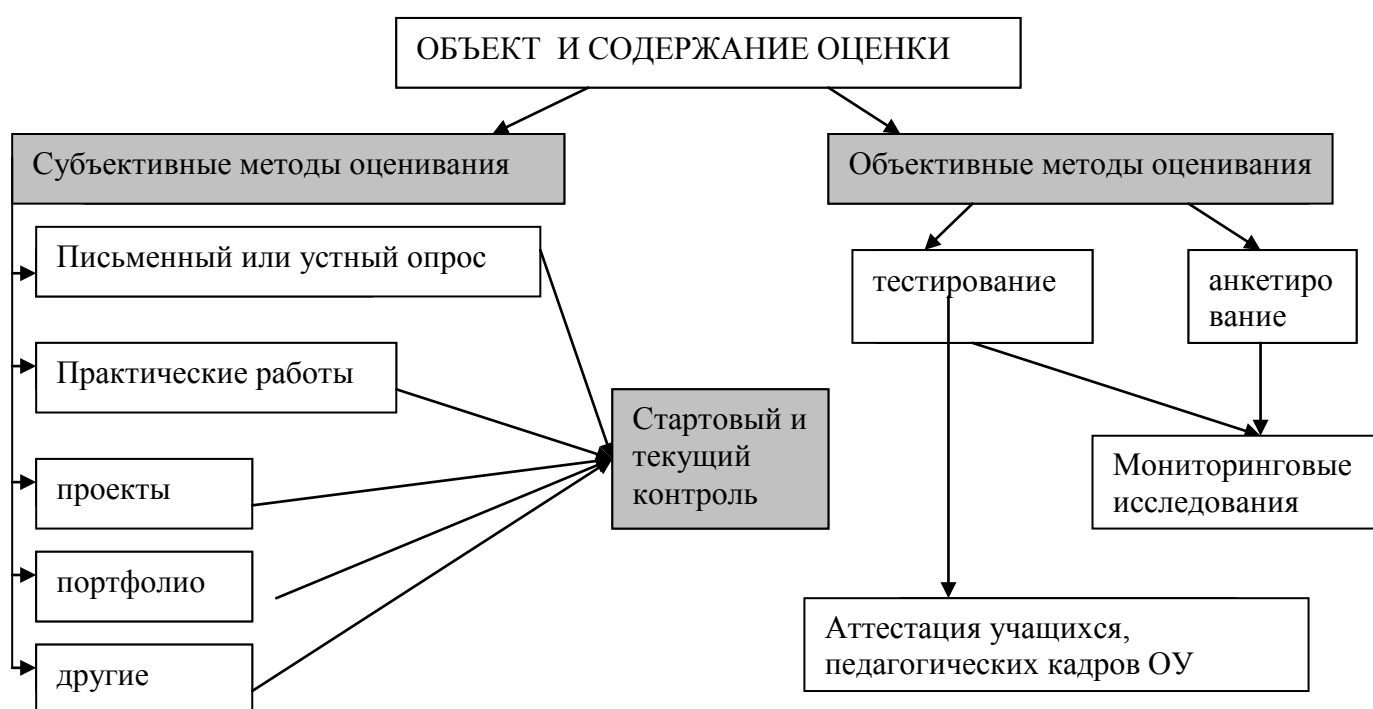 ОБЪЕКТ И СОДЕРЖАНИЕ ОЦЕНКИ
Субъективные методы оценивания
Объективные методы оценивания
Письменный или устный опрос
Практические работы
проекты
портфолио
другие
Стартовый и
текущий
контроль
тестирование
анкетиро
вание
Мониторинговые
исследования
Аттестация учащихся,
педагогических кадров ОУ